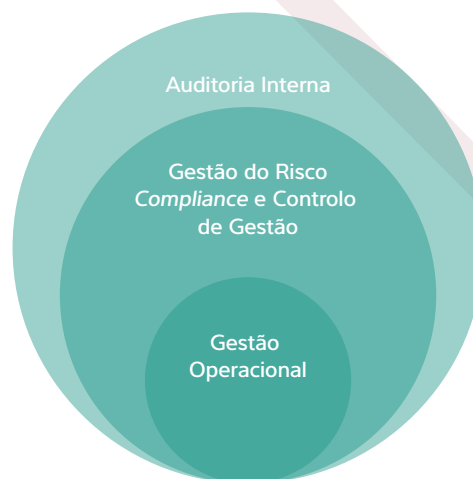 Auditoria Interna
Gestão do Risco
Compliance e Controlo
de Gestão
Gestão
Operacional